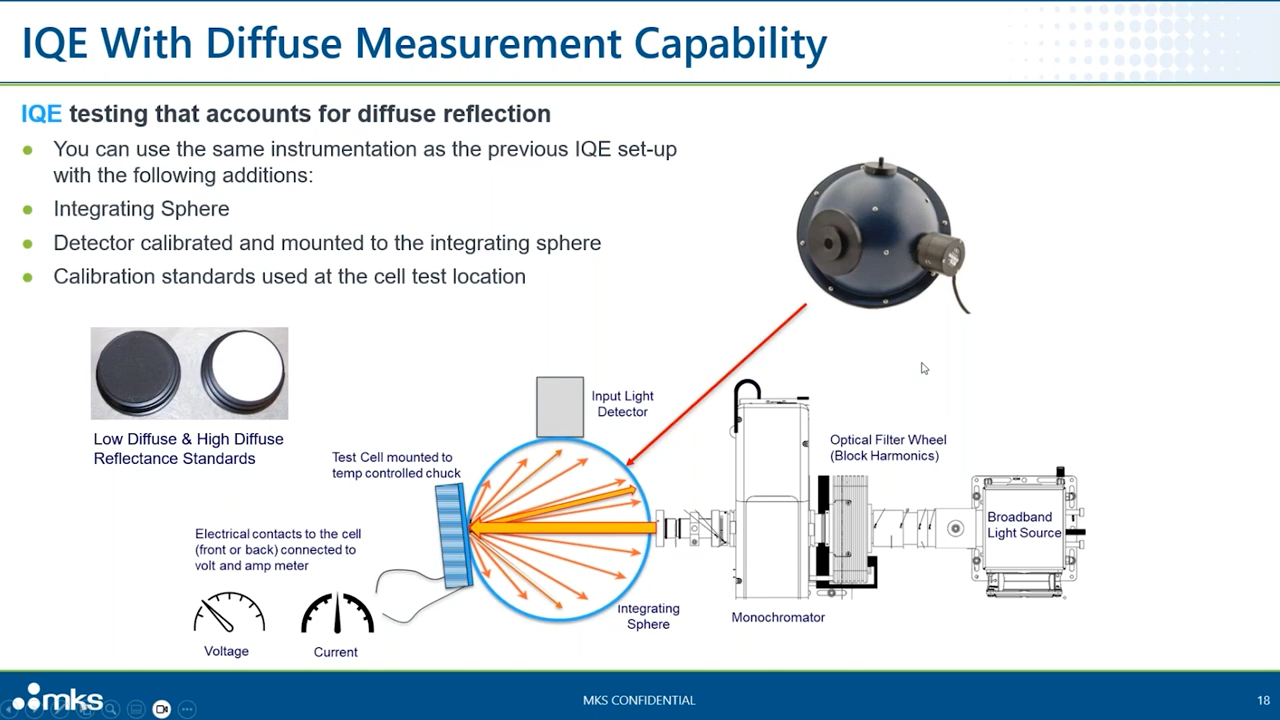 IQE With Diffuse Measurement Capability
IQE testing that accounts for diffuse reflection
You can use the same instrumentation as the previous IQE set-up
with the following additions:
Integrating Sphere
Detector calibrated and mounted to the integrating sphere
Calibration standards used at the cell test location
Low Diffuse & High Diffuse
Reflectance Standards
Input Light
Detector
Test Cell mounted to
temp controlled chuck
Optical Filter Wheel
(Block Harmonics)
Broadband
Light Source
Electrical contacts to the cell
(front or back) connected to
volt and amp meter
Integrating
Sphere
Monochromator
Voltage
Current
mks
MKS CONFIDENTIAL
18